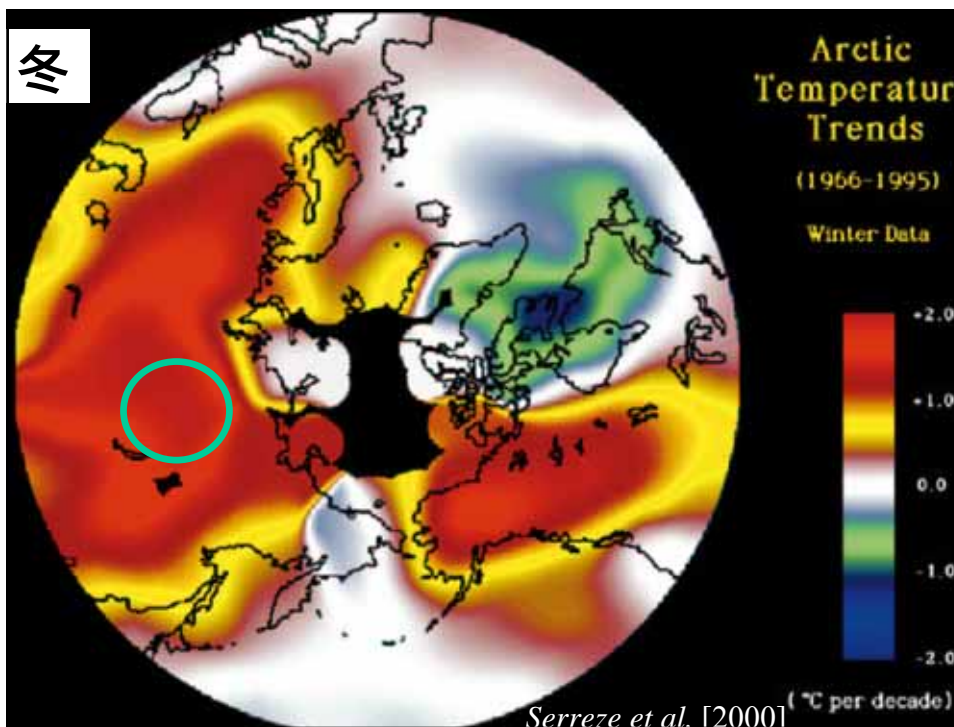 冬
Arctic
Temperatur
Trends
(1966-1995)
Winter Data
+2.0
+1.0
0.0
-1.0
-2.0
(°C per decade)
Serreze et al. [2000]